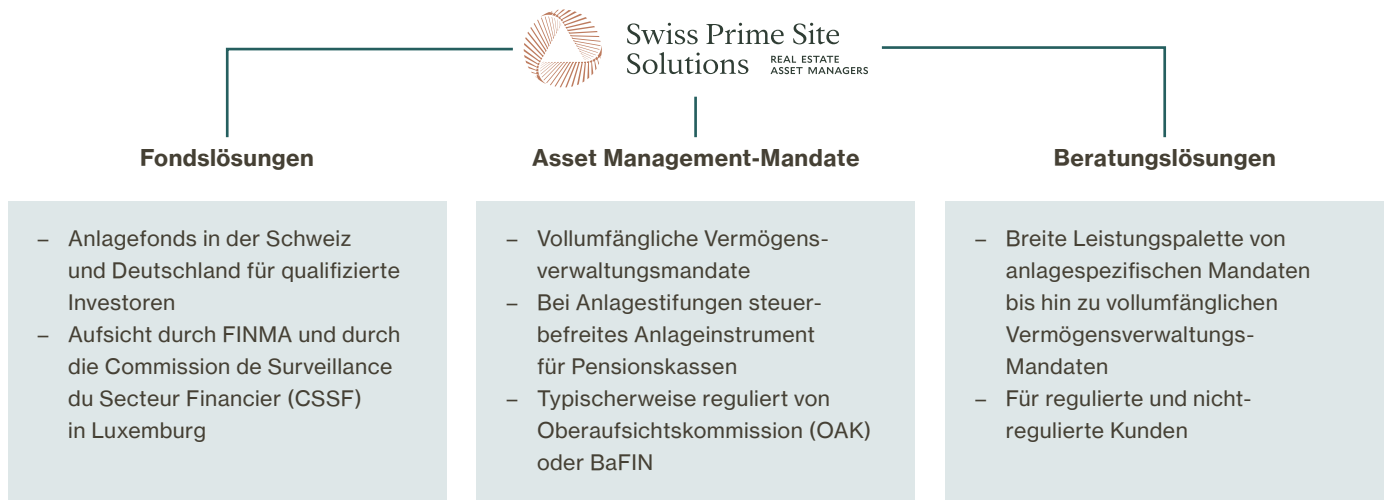 Swiss Prime Site
Solutions
REAL ESTATE
ASSET MANAGERS
Fondslösungen
– Anlagefonds in der Schweiz
und Deutschland für qualifizierte
Investoren
– Aufsicht durch FINMA und durch
die Commission de Surveillance
du Secteur Financier (CSSF)
in Luxemburg
Asset Management-Mandate
– Vollumfängliche Vermögens-
verwaltungsmandate
– Bei Anlagestifungen steuer-
befreites Anlageinstrument
für Pensionskassen
– Typischerweise reguliert von
Oberaufsichtskommission (OAK)
oder BaFIN
Beratungslösungen
– Breite Leistungspalette von
anlagespezifischen Mandaten
bis hin zu vollumfänglichen
Vermögensverwaltungs-
Mandaten
– Für regulierte und nicht-
regulierte Kunden